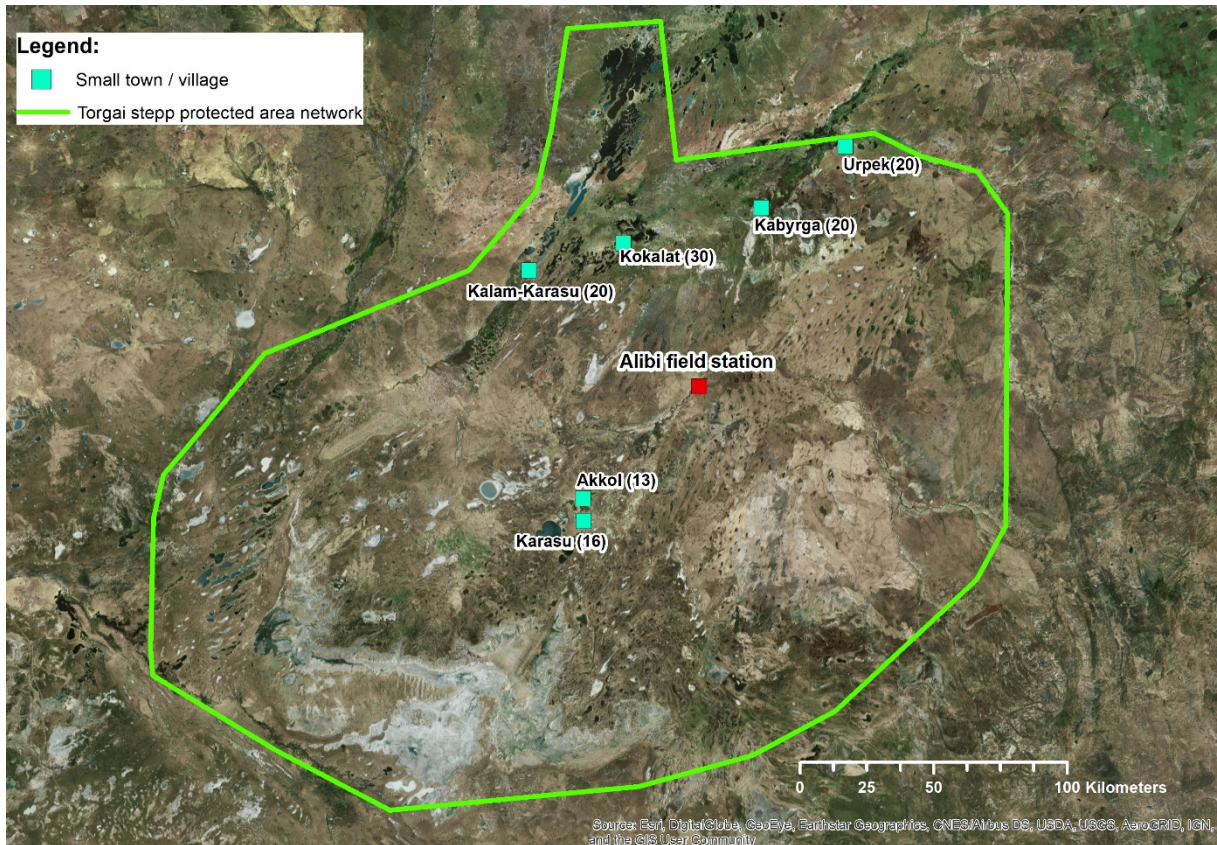 Legend:
Small town / village
Torgai stepp protected area network
Urpek(20)
Kabyrga (20)
Kokalat (30)
Kalam-Karasu (20)
Alibi field station
Akkol (13)
Karasu (16)
0 25 50 100 Kilometers
Source: Esri, DigitalGlobe, GeoEye, Earthstar Geographics, CNES/Airbus DS, USDA, USGS, AeroGRID, IGN,
and the GIS User Community